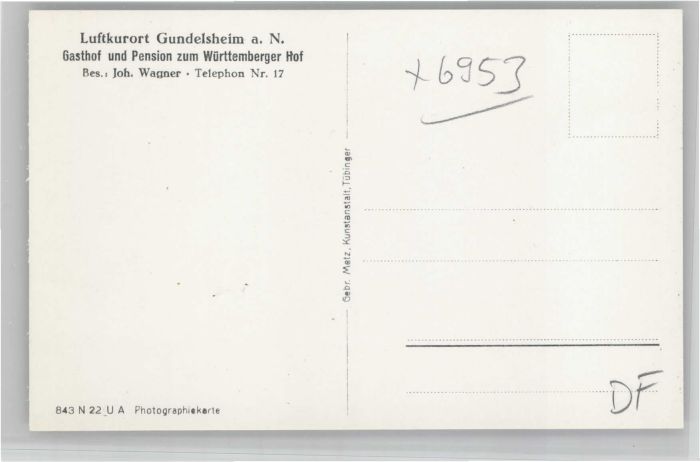 Luftkurort Gundelsheim a. N.
Gasthof und Pension zum Württemberger Hof
Bes.: Joh. Wagner · Telephon Nr. 17
x6953
Gebr. Metz, Kunstanstalt, Tübingen
843 N 22 U A Photographiekarte
DF